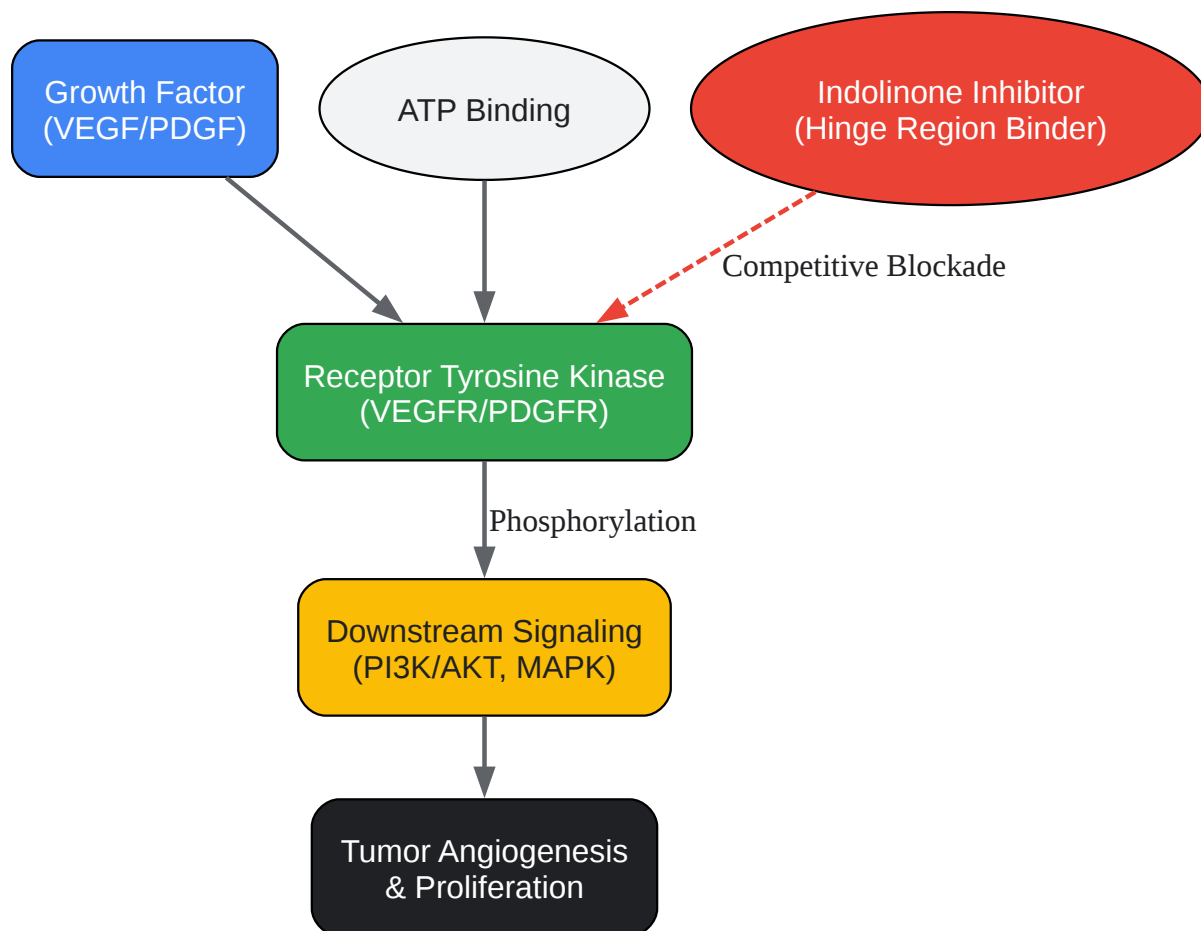 Growth Factor
(VEGF/PDGF)
ATP Binding
Indolinone Inhibitor
(Hinge Region Binder)
Competitive Blockade
Receptor Tyrosine Kinase
(VEGFR/PDGFR)
Phosphorylation
Downstream Signaling
(PI3K/AKT, MAPK)
Tumor Angiogenesis
& Proliferation